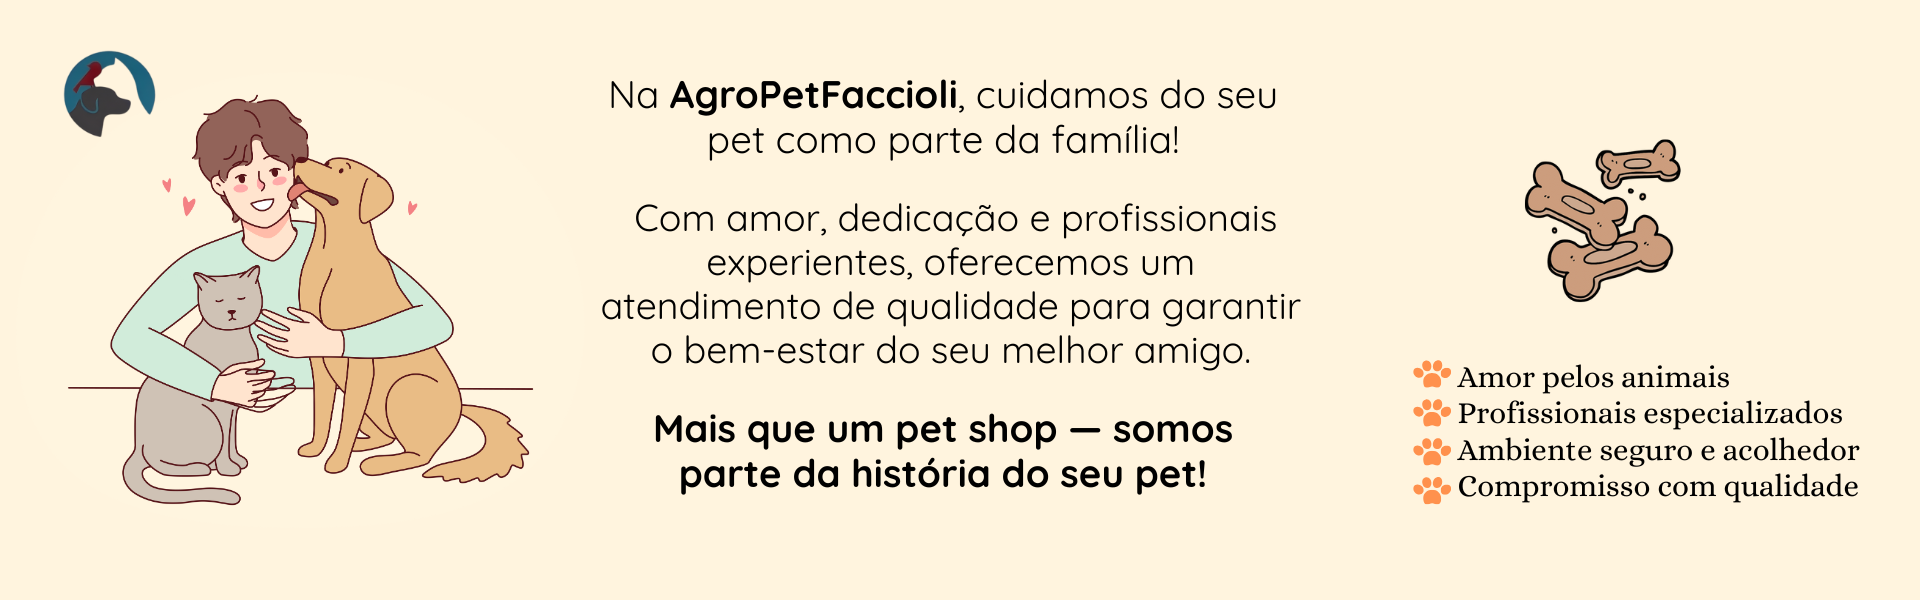 Na AgroPetFaccioli, cuidamos do seu
pet como parte da família!
Com amor, dedicação e profissionais
experientes, oferecemos um
atendimento de qualidade para garantir
o bem-estar do seu melhor amigo.
Mais que um pet shop — somos
parte da história do seu pet!
Amor pelos animais
Profissionais especializados
Ambiente seguro e acolhedor
Compromisso com qualidade